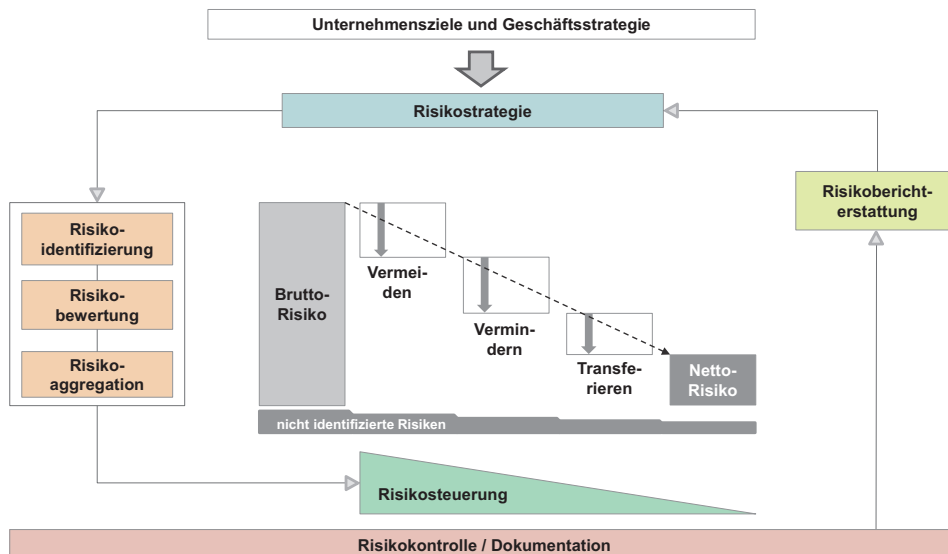 Unternehmensziele und Geschäftsstrategie
Risikostrategie
Risikobericht-
erstattung
Risiko-
identifizierung
Risiko-
bewertung
Risiko-
aggregation
Brutto-
Risiko
Vermei-
den
Vermin-
dern
Transfe-
rieren
Netto-
Risiko
nicht identifizierte Risiken
Risikosteuerung
Risikokontrolle / Dokumentation